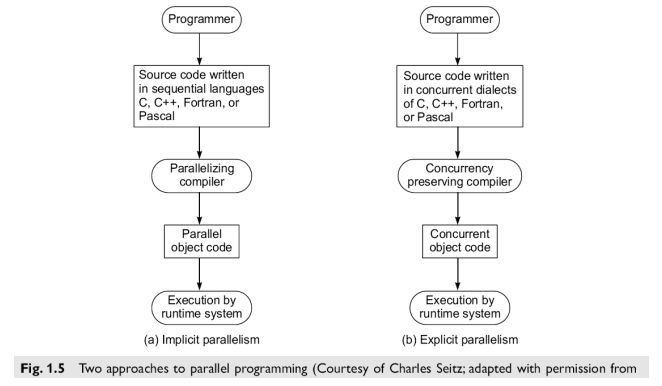 Programmer
Source code written
in sequential languages
C, C++, Fortran, or
Pascal
Parallelizing
compiler
Parallel
object code
Execution by
runtime system
(a) Implicit parallelism
Programmer
Source code written
in concurrent dialects
of C, C++, Fortran,
or Pascal
Concurrency
preserving compiler
Concurrent
object code
Execution by
runtime system
(b) Explicit parallelism
Fig. 1.5 Two approaches to parallel programming (Courtesy of Charles Seitz; adapted with permission from